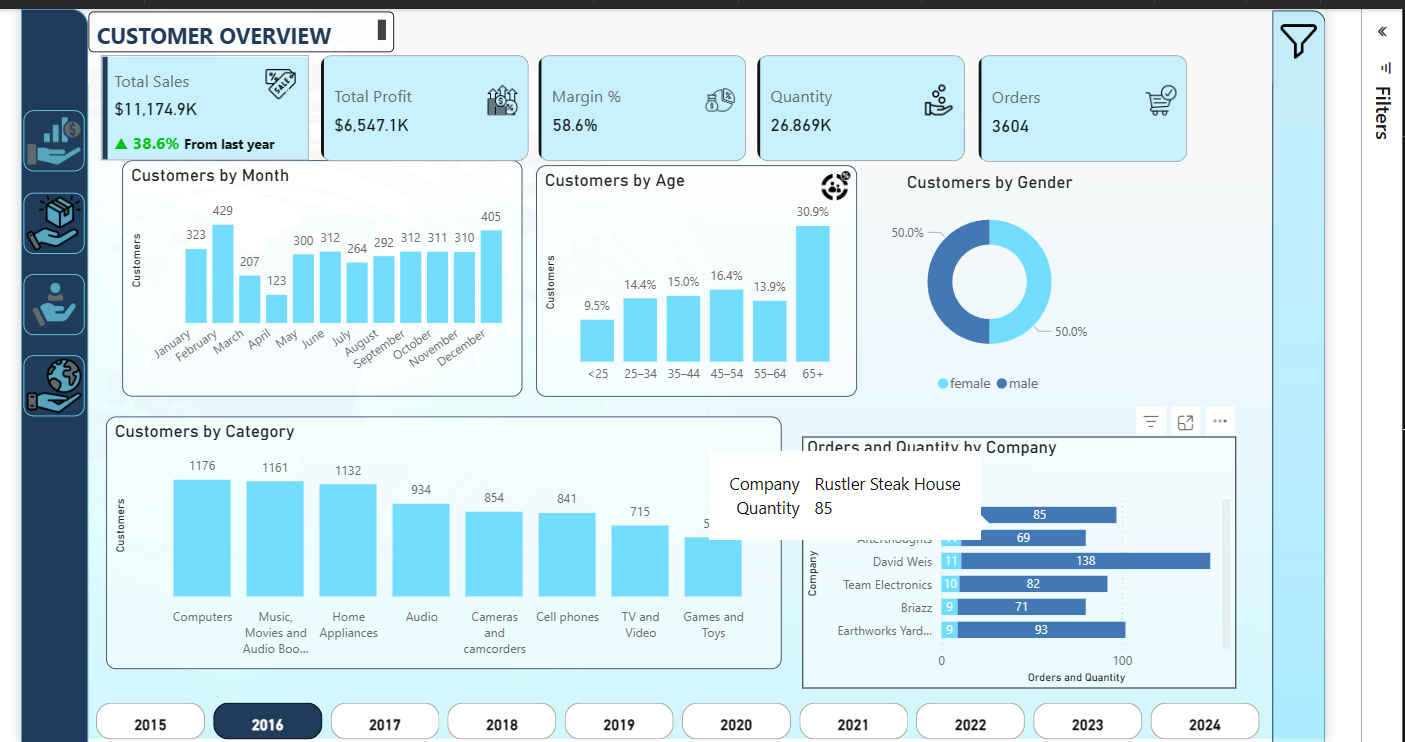 CUSTOMER OVERVIEW
Total Sales
$11,174.9K
38.6% From last year
Total Profit
$6,547.1K
Margin %
58.6%
Quantity
26.869K
Orders
3604
SALE
Filters
Customers by Month
Customers
323
429
207
123
300
312
264
292
312
311
310
405
January
February
March
April
May
June
July
August
September
October
November
December
Customers by Age
Customers
9.5%
14.4%
15.0%
16.4%
13.9%
30.9%
<25
25–34
35–44
45–54
55–64
65+
Customers by Gender
50.0%
50.0%
female
male
Customers by Category
Customers
1176
1161
1132
934
854
841
715
5
Computers
Music,
Movies and
Audio Boo...
Home
Appliances
Audio
Cameras
and
camcorders
Cell phones
TV and
Video
Games and
Toys
Orders and Quantity by Company
Company Rustler Steak House
Quantity 85
Company
85
Afterthoughts
69
David Weis 11 138
Team Electronics 10 82
Briazz 9 71
Earthworks Yard... 9 93
0 100
Orders and Quantity
2015 2016 2017 2018 2019 2020 2021 2022 2023 2024